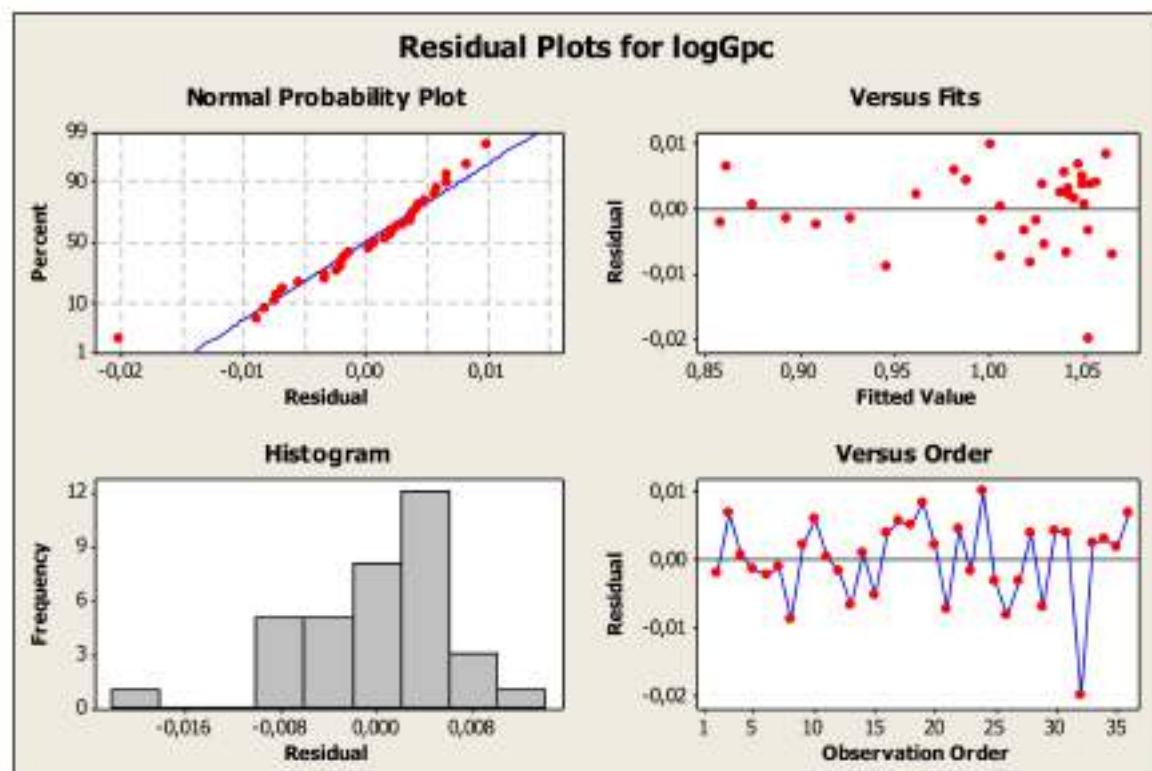 Residual Plots for logGpc
Normal Probability Plot
99
90
50
10
1
Percent
-0,02 -0,01 0,00 0,01
Residual
Versus Fits
0,01
0,00
-0,01
-0,02
Residual
0,85 0,90 0,95 1,00 1,05
Fitted Value
Histogram
12
9
6
3
0
Frequency
-0,016 -0,008 0,000 0,008
Residual
Versus Order
0,01
0,00
-0,01
-0,02
Residual
1 5 10 15 20 25 30 35
Observation Order